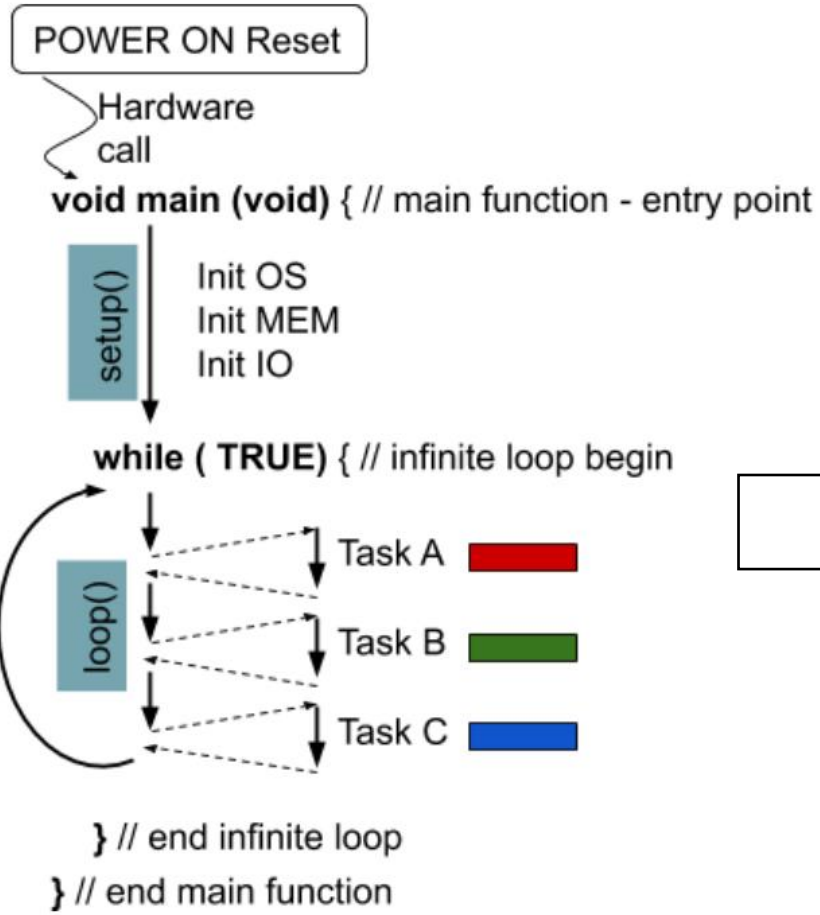 POWER ON Reset
Hardware
call
void main (void) { // main function - entry point
setup()
Init OS
Init MEM
Init IO
while ( TRUE) { // infinite loop begin
loop()
Task A
Task B
Task C
} // end infinite loop
} // end main function